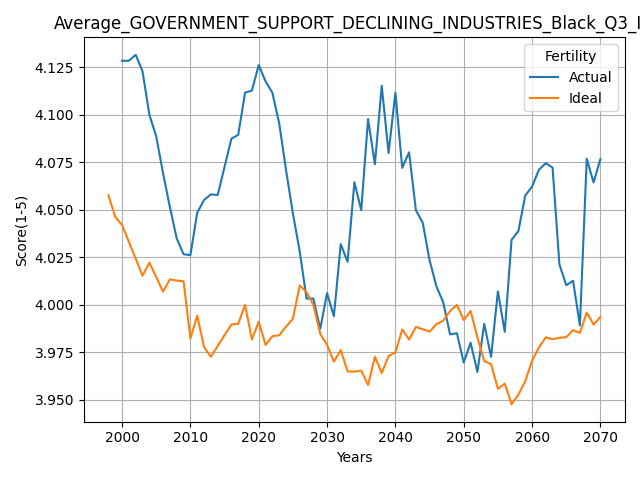 Average_GOVERNMENT_SUPPORT_DECLINING_INDUSTRIES_Black_Q3_I
Fertility
Actual
Ideal
4.125
4.100
4.075
4.050
4.025
4.000
3.975
3.950
Score(1-5)
2000 2010 2020 2030 2040 2050 2060 2070
Years